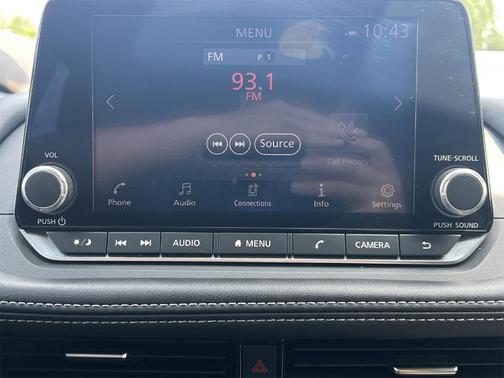 MENU
10:43
FM P 1
93.1
FM
Source
Call History
VOL
TUNE·SCROLL
Phone Audio Connections Info Settings
PUSH
PUSH SOUND
AUDIO MENU CAMERA